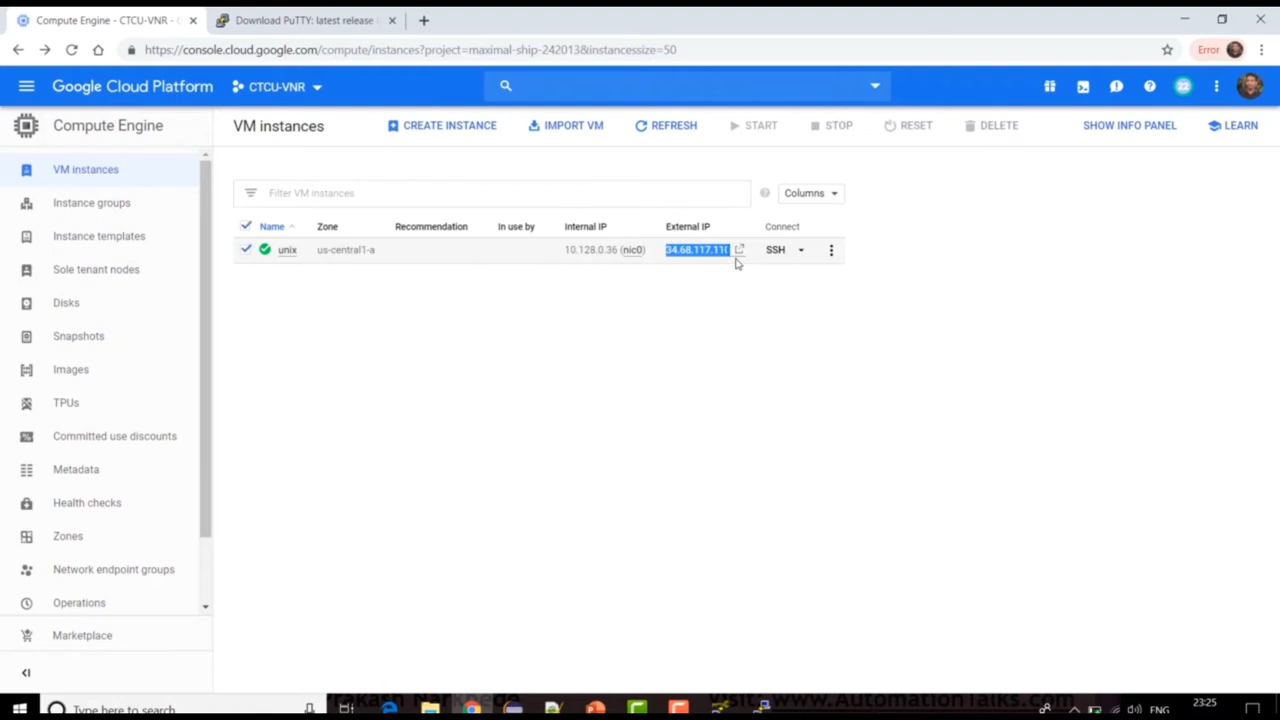 Compute Engine - CTCU-VNR -
Download PuTTY: latest release
https://console.cloud.google.com/compute/instances?project=maximal-ship-242013&instancessize=50
Error
Google Cloud Platform
CTCU-VNR
22
Compute Engine
VM instances
CREATE INSTANCE
IMPORT VM
REFRESH
START
STOP
RESET
DELETE
SHOW INFO PANEL
LEARN
VM instances
Instance groups
Instance templates
Sole tenant nodes
Disks
Snapshots
Images
TPUs
Committed use discounts
Metadata
Health checks
Zones
Network endpoint groups
Operations
Marketplace
Filter VM instances
Columns
Name Zone Recommendation In use by Internal IP External IP Connect
unix us-central1-a 10.128.0.36 (nic0) 34.68.117.110 SSH
Type here to search
visit: www.AutomationTalks.com
ENG
23:25